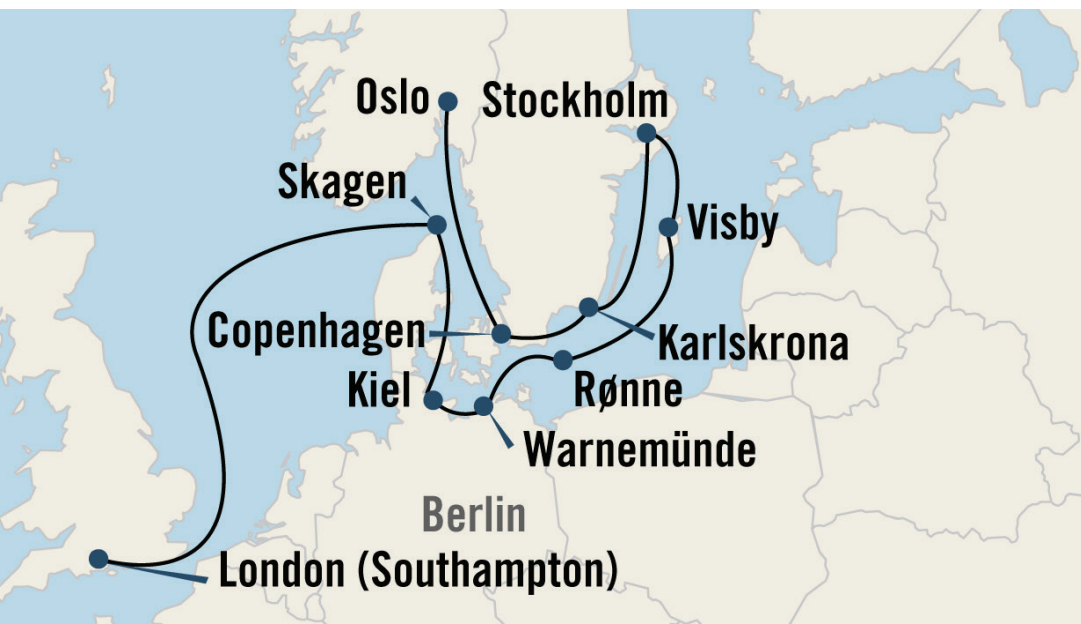 Oslo
Stockholm
Skagen
Visby
Copenhagen
Karlskrona
Kiel
Rønne
Warnemünde
Berlin
London (Southampton)